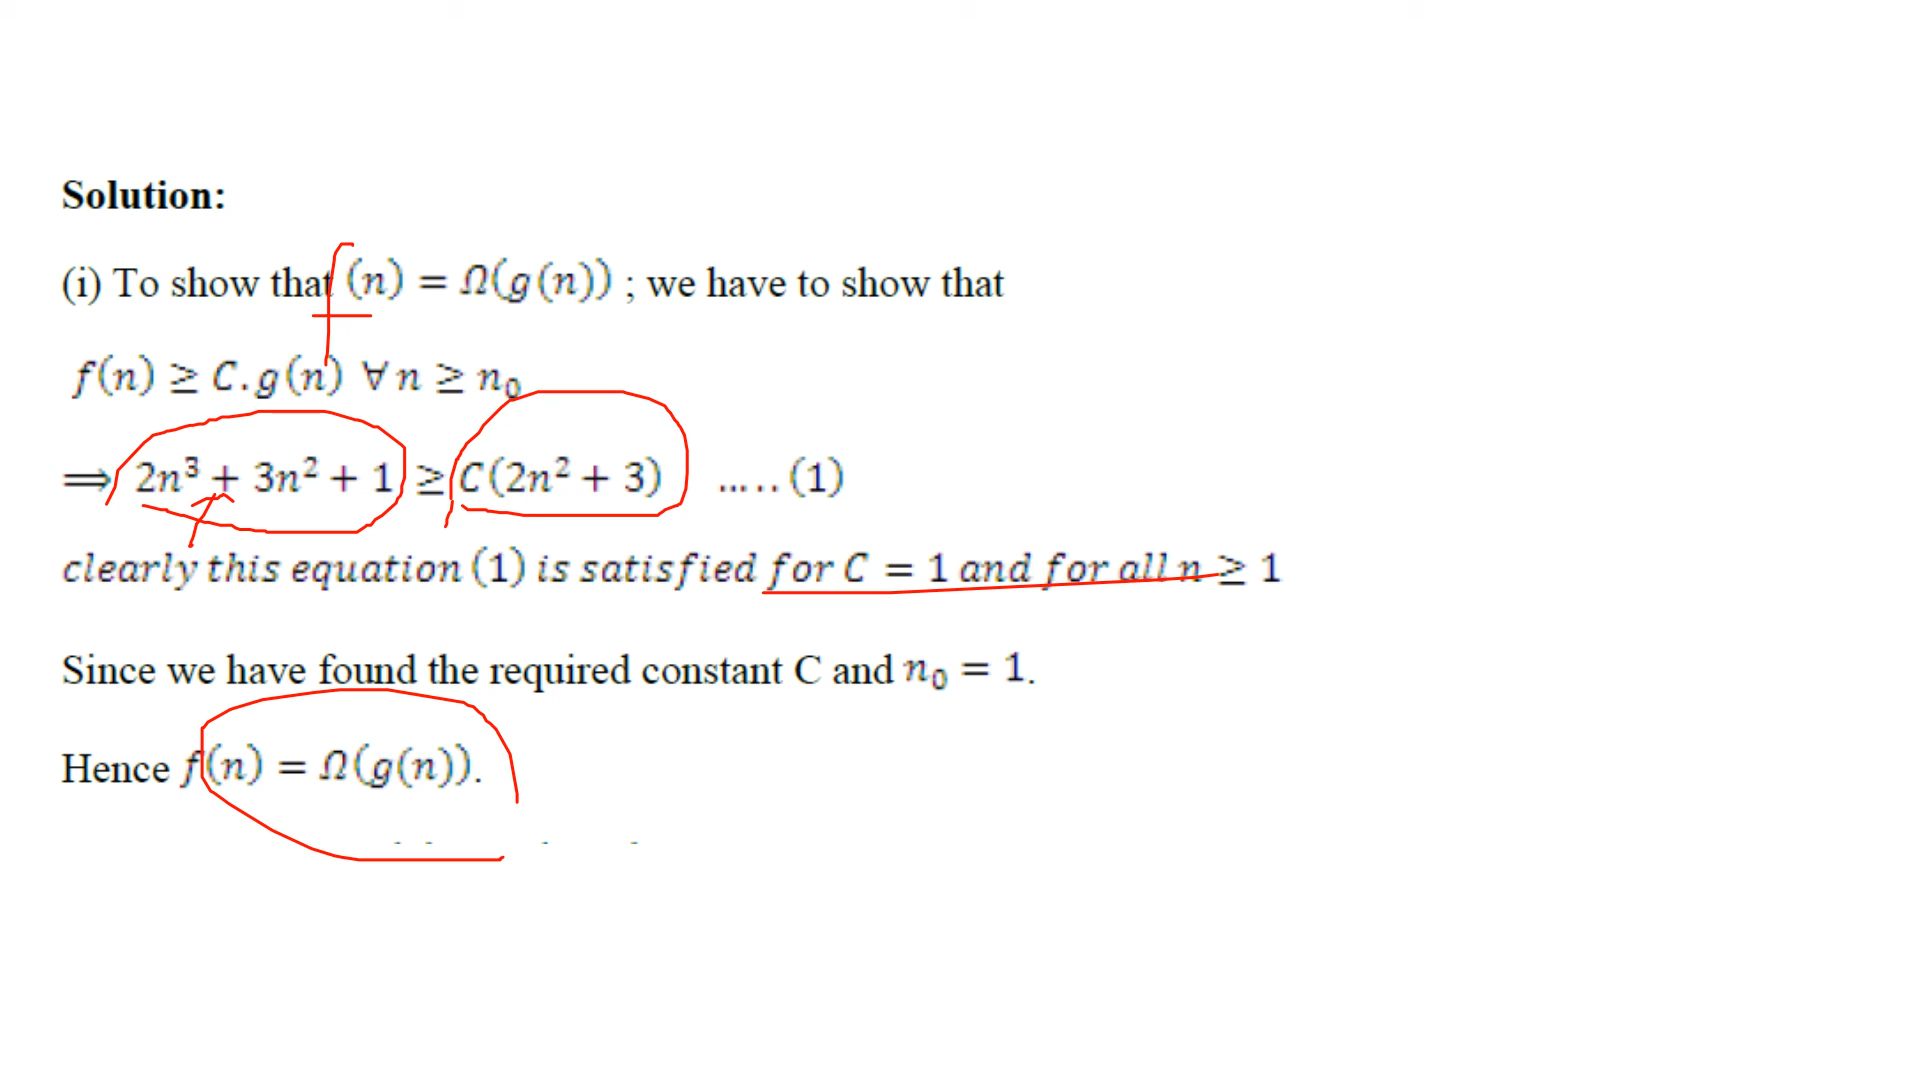 Solution:
(i) To show that f(n) = Ω(g(n)) ; we have to show that
f(n) ≥ C.g(n) ∀ n ≥ n₀
⟹ 2n³ + 3n² + 1 ≥ C(2n² + 3) .....(1)
clearly this equation (1) is satisfied for C = 1 and for all n ≥ 1
Since we have found the required constant C and n₀ = 1.
Hence f(n) = Ω(g(n)).